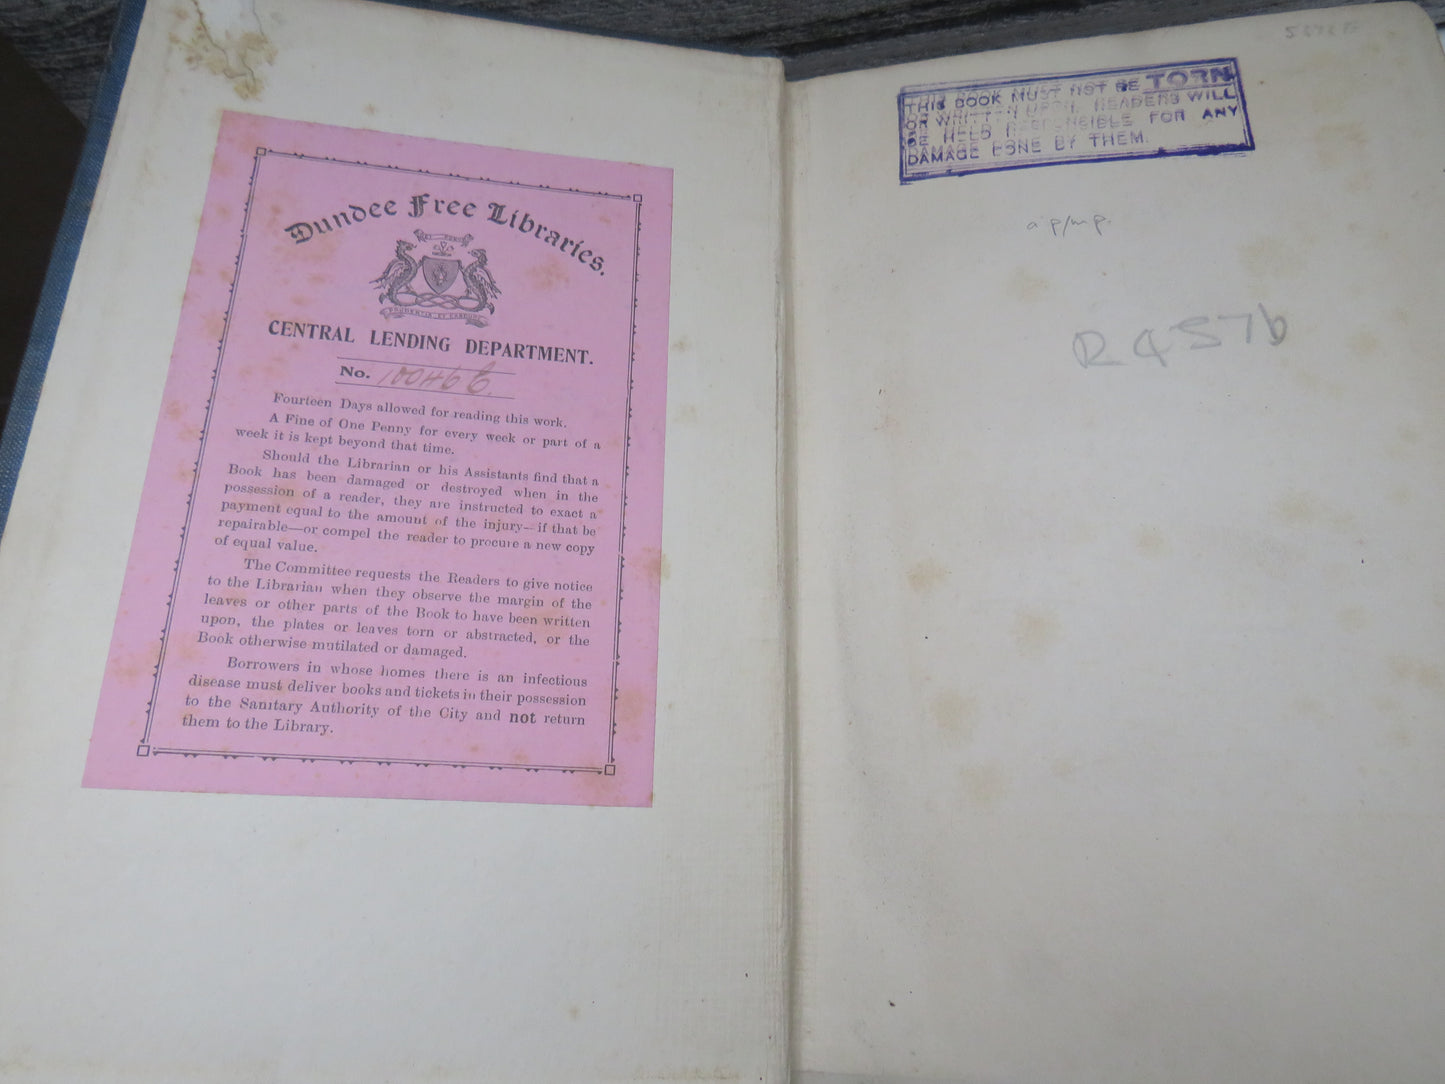 Dundee Free Libraries.
PRUDENTIA ET CANDORE
CENTRAL LENDING DEPARTMENT.
No. 10046
Fourteen Days allowed for reading this work.
A Fine of One Penny for every week or part of a
week it is kept beyond that time.
Should the Librarian or his Assistants find that a
Book has been damaged or destroyed when in the
possession of a reader, they are instructed to exact a
payment equal to the amount of the injury—if that be
repairable—or compel the reader to procure a new copy
of equal value.
The Committee requests the Readers to give notice
to the Librarian when they observe the margin of the
leaves or other parts of the Book to have been written
upon, the plates or leaves torn or abstracted, or the
Book otherwise mutilated or damaged.
Borrowers in whose homes there is an infectious
disease must deliver books and tickets in their possession
to the Sanitary Authority of the City and not return
them to the Library.
THIS BOOK MUST NOT BE TORN
OR WRITTEN UPON. READERS WILL
BE HELD RESPONSIBLE FOR ANY
DAMAGE DONE BY THEM.